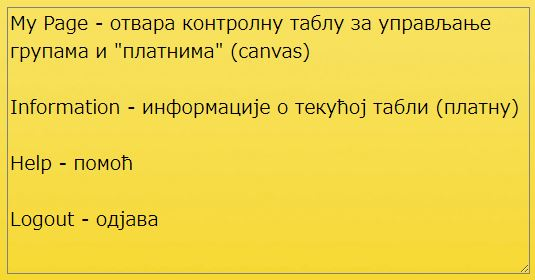 My Page - отвара контролну таблу за управљање
групама и "платнима" (canvas)
Information - информације о текућој табли (платну)
Help - помоћ
Logout - одјава